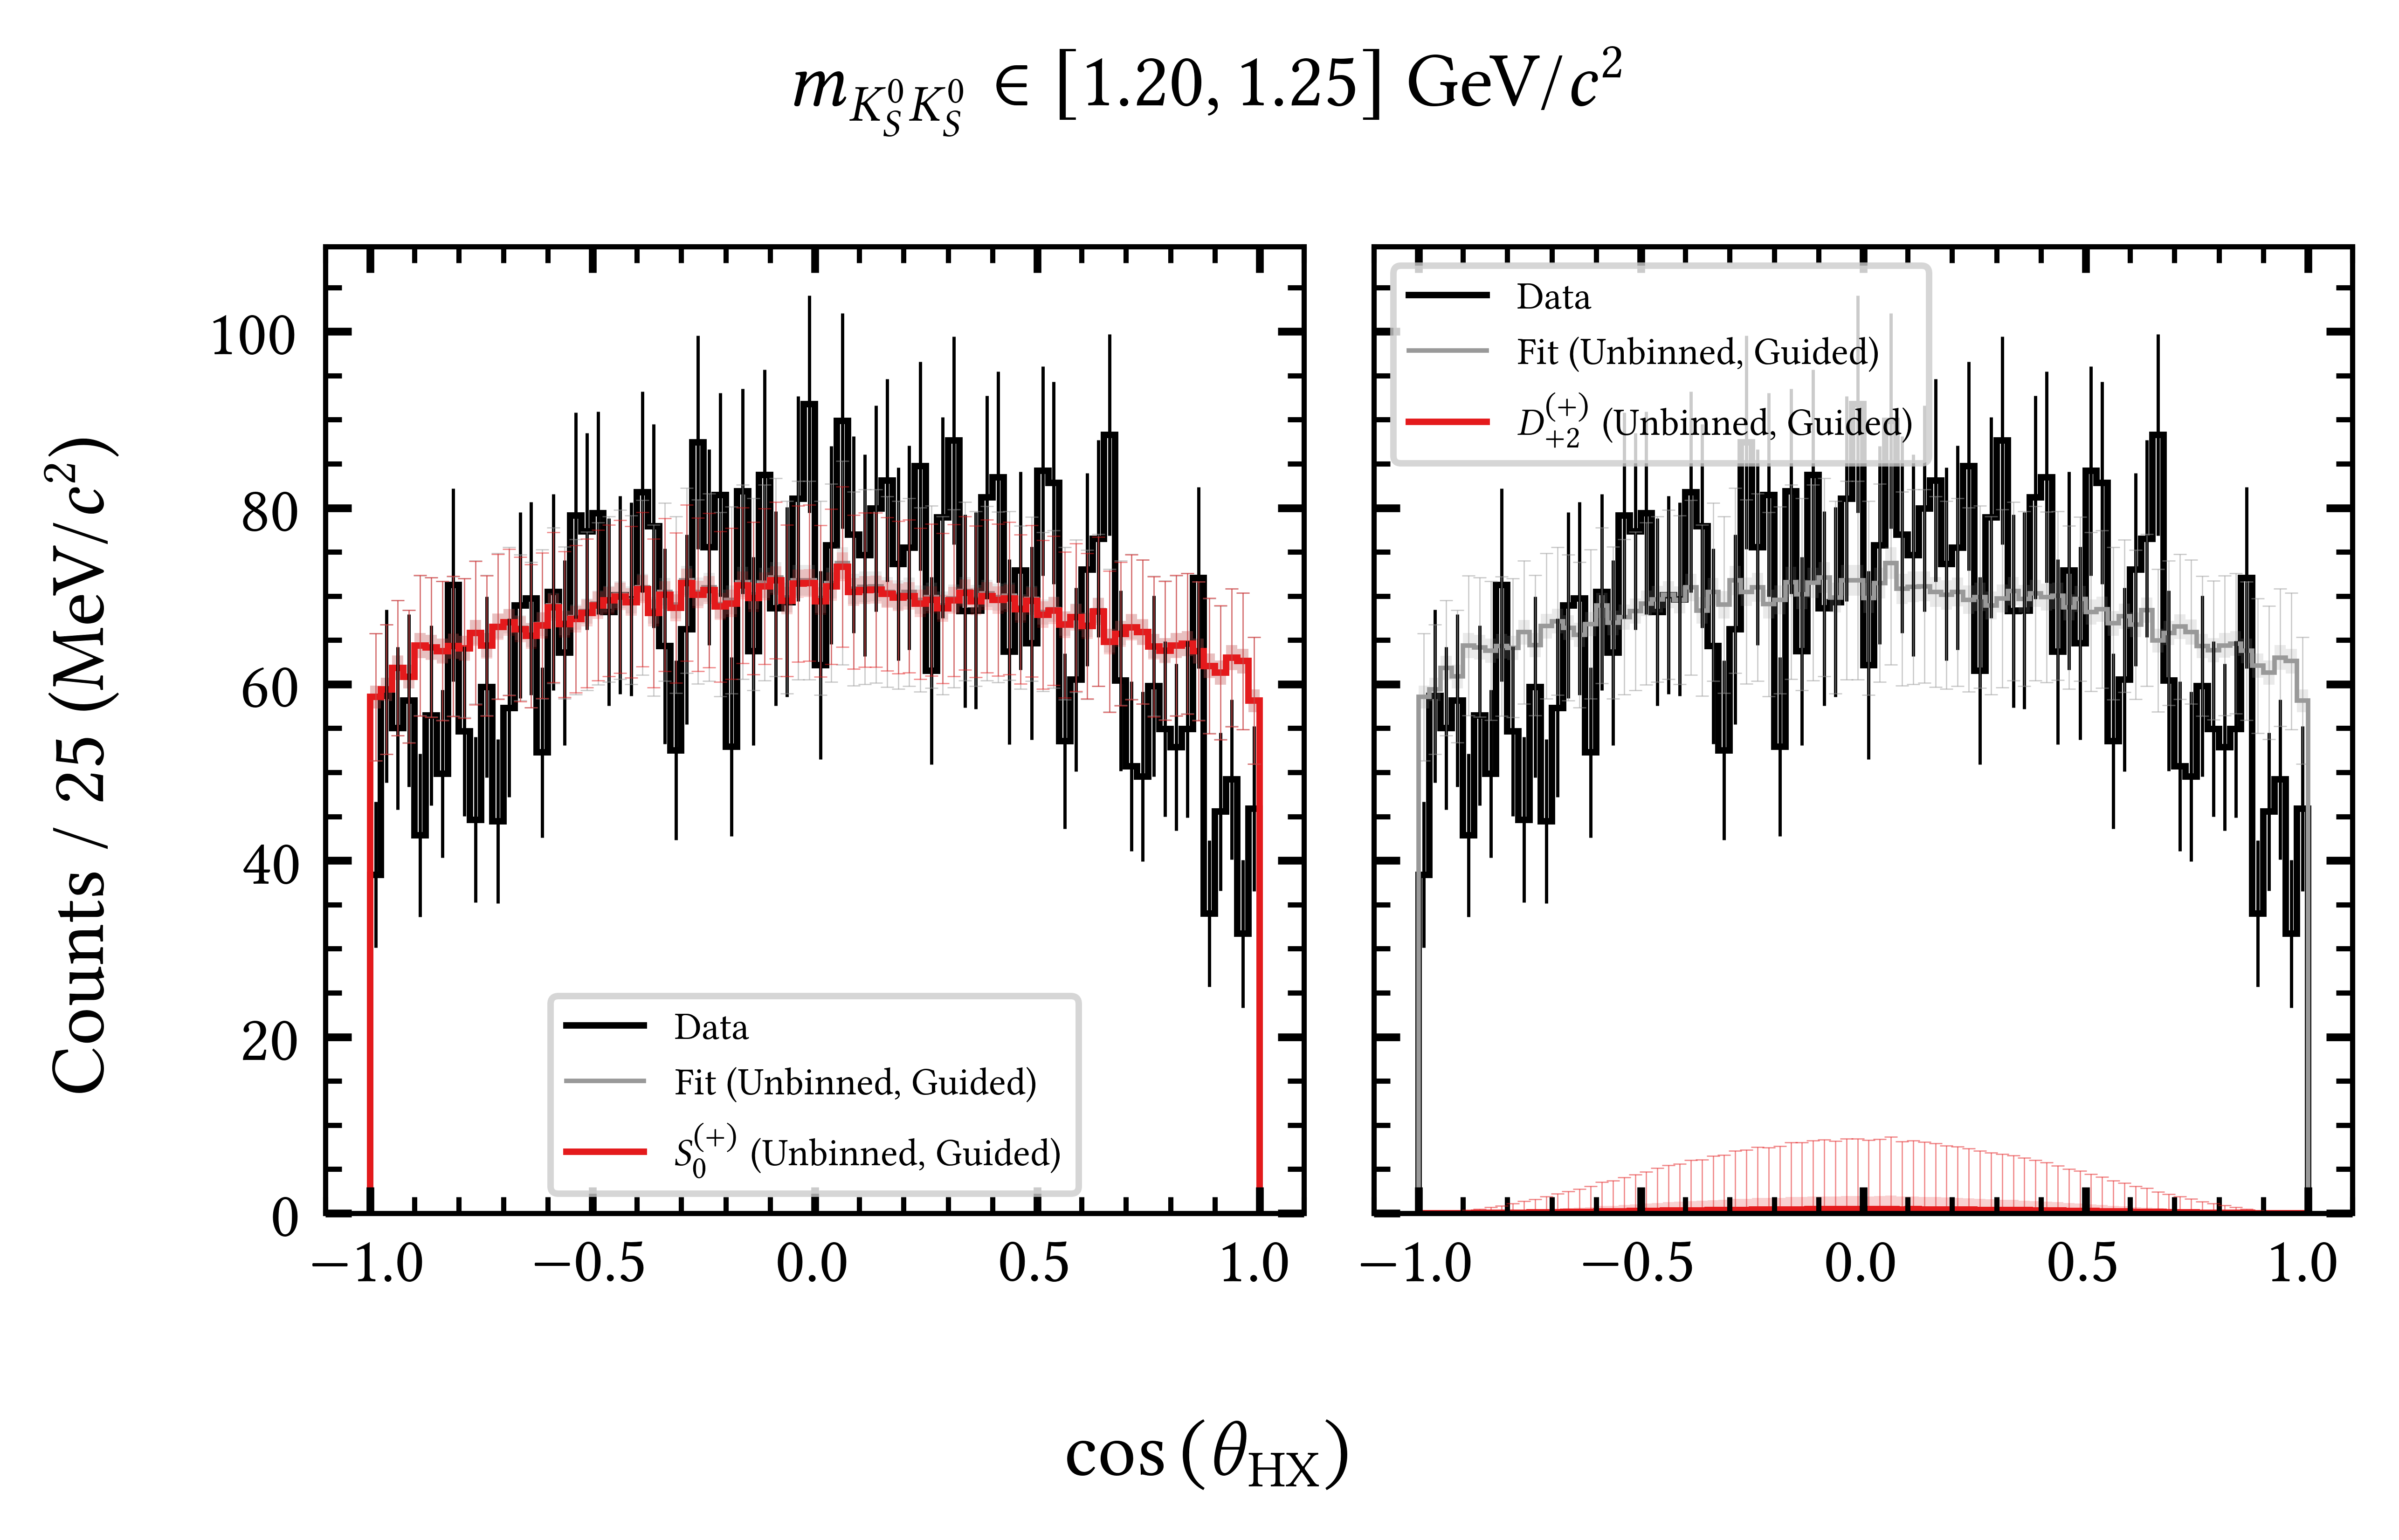 m_{K_S^0 K_S^0} ∈ [1.20, 1.25] GeV/c²
Counts / 25 (MeV/c²)
100
80
60
40
20
0
Data
Fit (Unbinned, Guided)
S_0^{(+)} (Unbinned, Guided)
−1.0 −0.5 0.0 0.5 1.0
Data
Fit (Unbinned, Guided)
D_{+2}^{(+)} (Unbinned, Guided)
−1.0 −0.5 0.0 0.5 1.0
cos (θ_{HX})